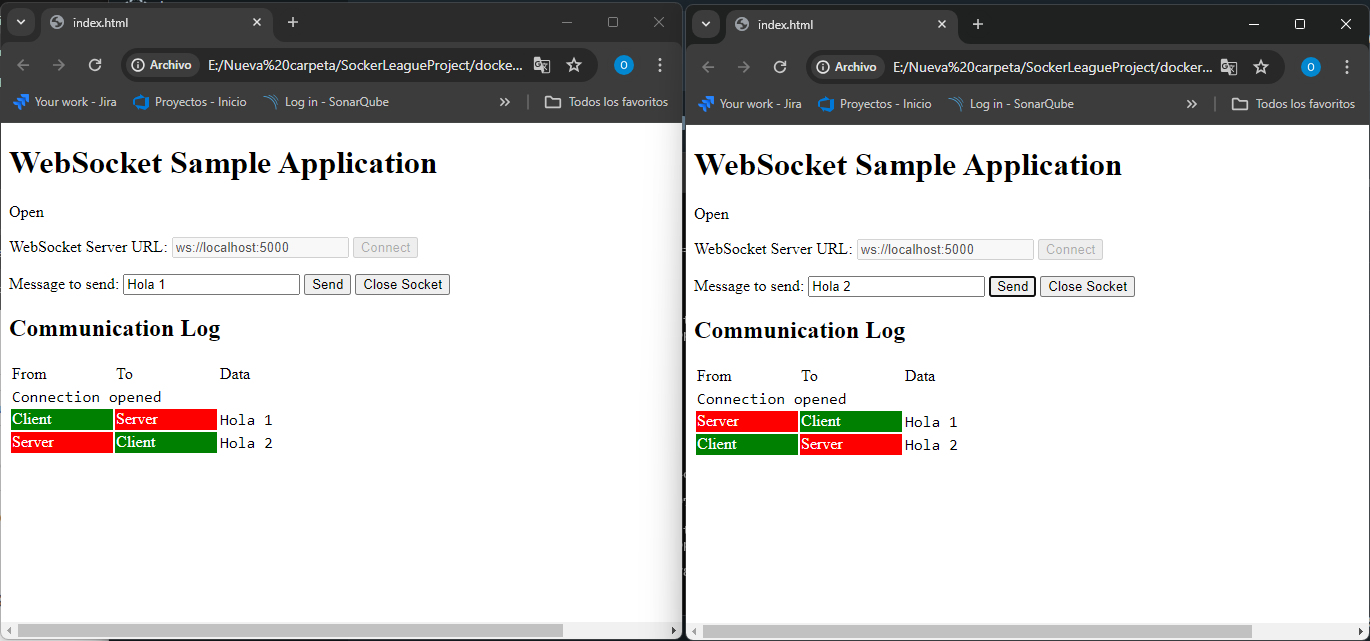 index.html
Archivo E:/Nueva%20carpeta/SockerLeagueProject/docke... O
Your work - Jira Proyectos - Inicio Log in - SonarQube » Todos los favoritos
WebSocket Sample Application
Open
WebSocket Server URL: ws://localhost:5000 Connect
Message to send: Hola 1 Send Close Socket
Communication Log
From To Data
Connection opened
Client Server Hola 1
Server Client Hola 2
index.html
Archivo E:/Nueva%20carpeta/SockerLeagueProject/docker... O
Your work - Jira Proyectos - Inicio Log in - SonarQube » Todos los favoritos
WebSocket Sample Application
Open
WebSocket Server URL: ws://localhost:5000 Connect
Message to send: Hola 2 Send Close Socket
Communication Log
From To Data
Connection opened
Server Client Hola 1
Client Server Hola 2